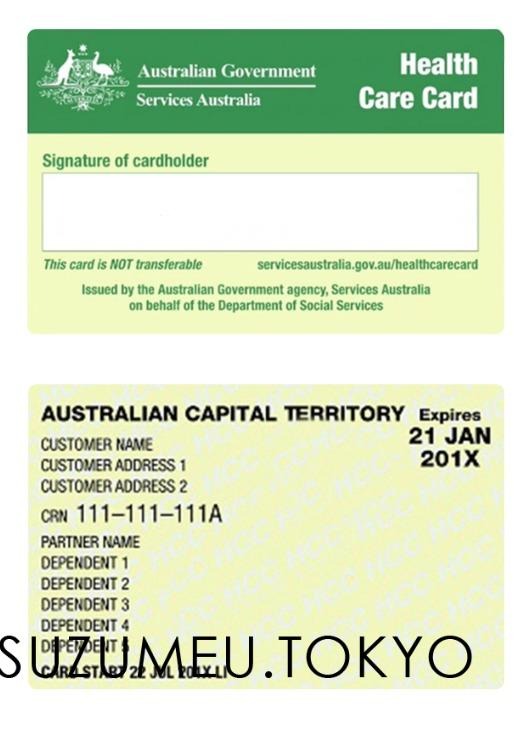 Australian Government
Services Australia
Health
Care Card
Signature of cardholder
This card is NOT transferable
servicesaustralia.gov.au/healthcarecard
Issued by the Australian Government agency, Services Australia
on behalf of the Department of Social Services
AUSTRALIAN CAPITAL TERRITORY
Expires
21 JAN
201X
CUSTOMER NAME
CUSTOMER ADDRESS 1
CUSTOMER ADDRESS 2
CRN 111–111–111A
PARTNER NAME
DEPENDENT 1
DEPENDENT 2
DEPENDENT 3
DEPENDENT 4
DEPENDENT 5
SUZUMEU.TOKYO
CARD START 22 JUL 201X LI